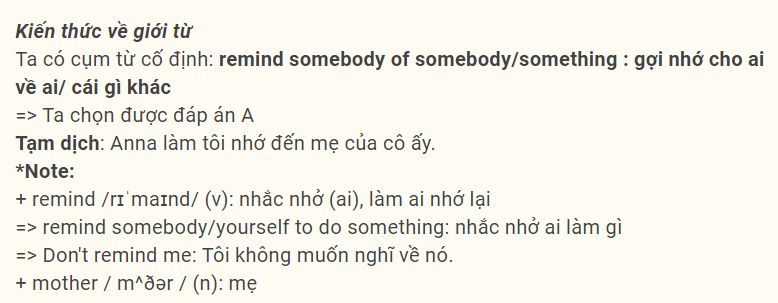 Kiến thức về giới từ
Ta có cụm từ cố định: remind somebody of somebody/something : gợi nhớ cho ai
về ai/ cái gì khác
=> Ta chọn được đáp án A
Tạm dịch: Anna làm tôi nhớ đến mẹ của cô ấy.
*Note:
+ remind /rɪˈmaɪnd/ (v): nhắc nhở (ai), làm ai nhớ lại
=> remind somebody/yourself to do something: nhắc nhở ai làm gì
=> Don't remind me: Tôi không muốn nghĩ về nó.
+ mother / m^ðər / (n): mẹ